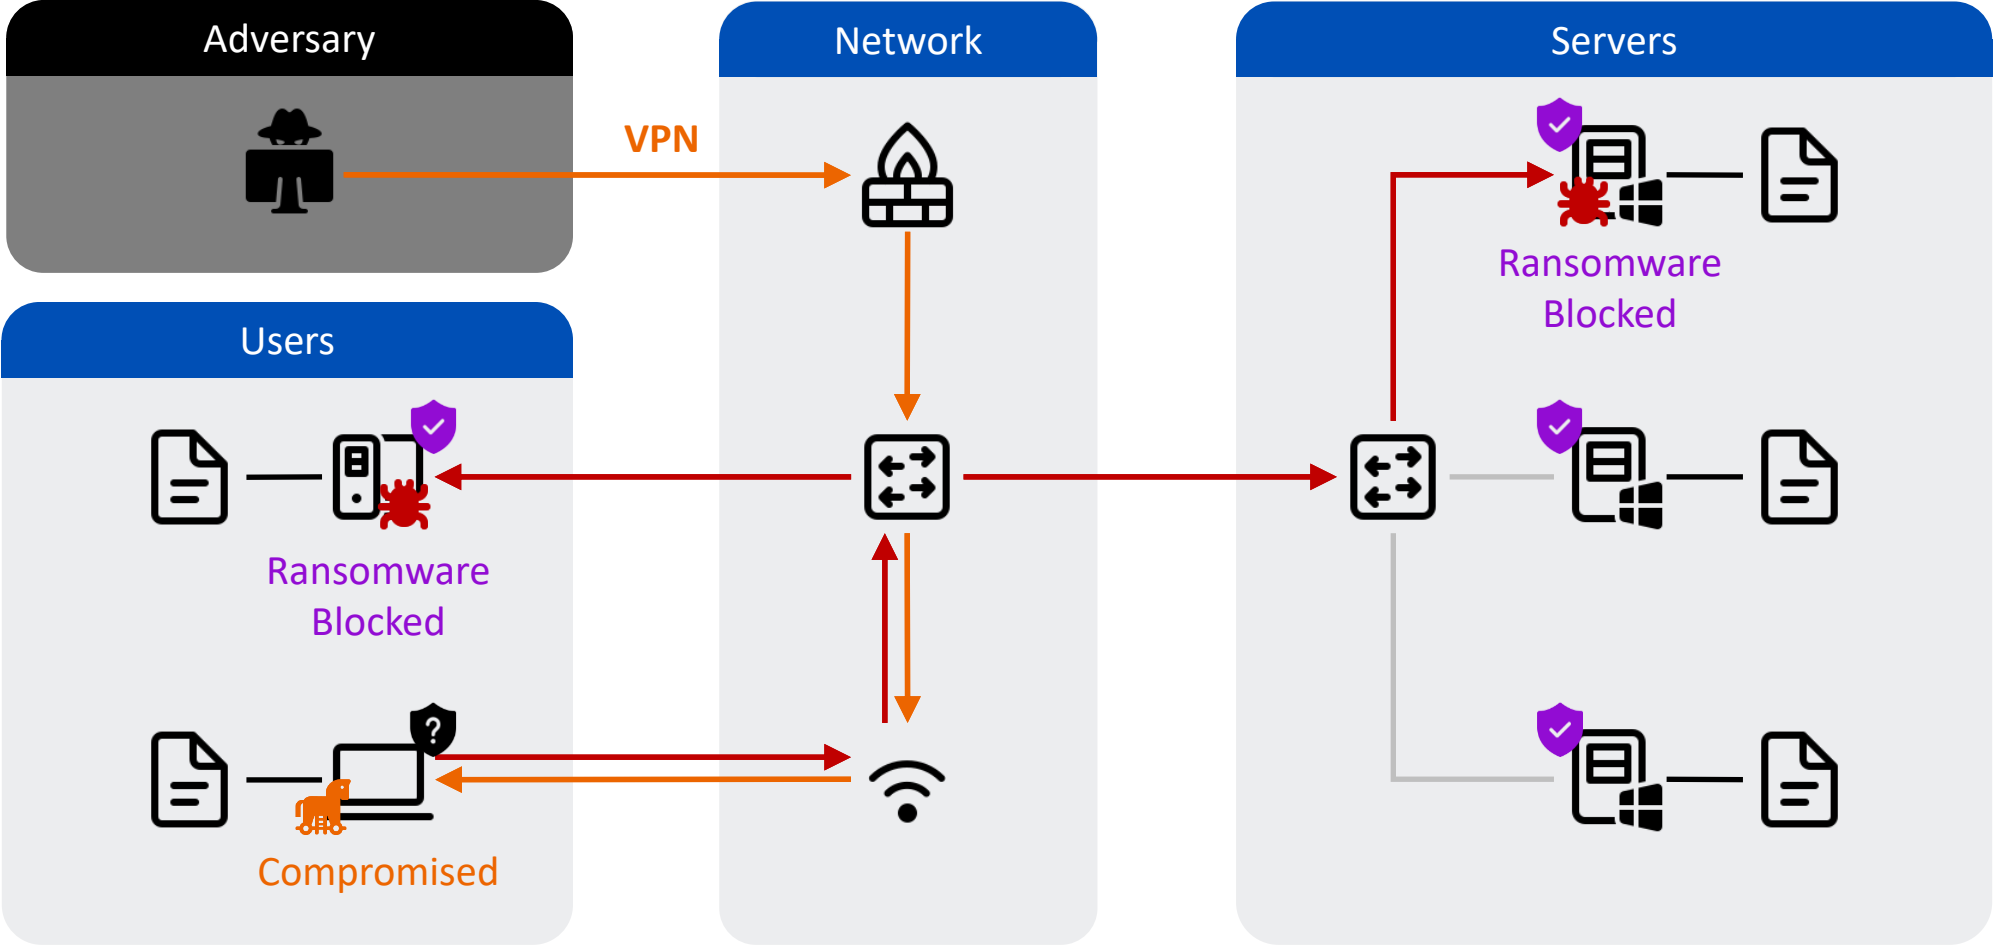 Adversary
Network
Servers
VPN
Ransomware
Blocked
Users
Ransomware
Blocked
?
Compromised